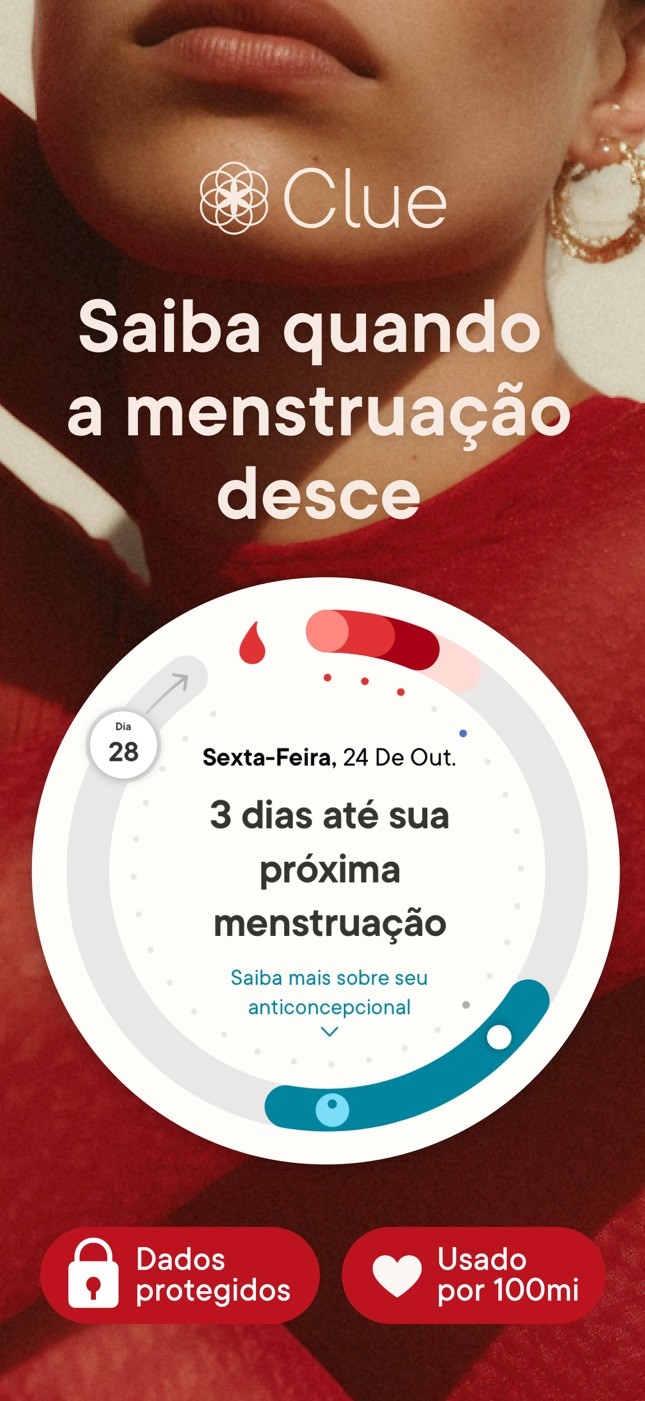 Clue
Saiba quando
a menstruação
desce
Dia
28
Sexta-Feira, 24 De Out.
3 dias até sua
próxima
menstruação
Saiba mais sobre seu
anticoncepcional
Dados
protegidos
Usado
por 100mi